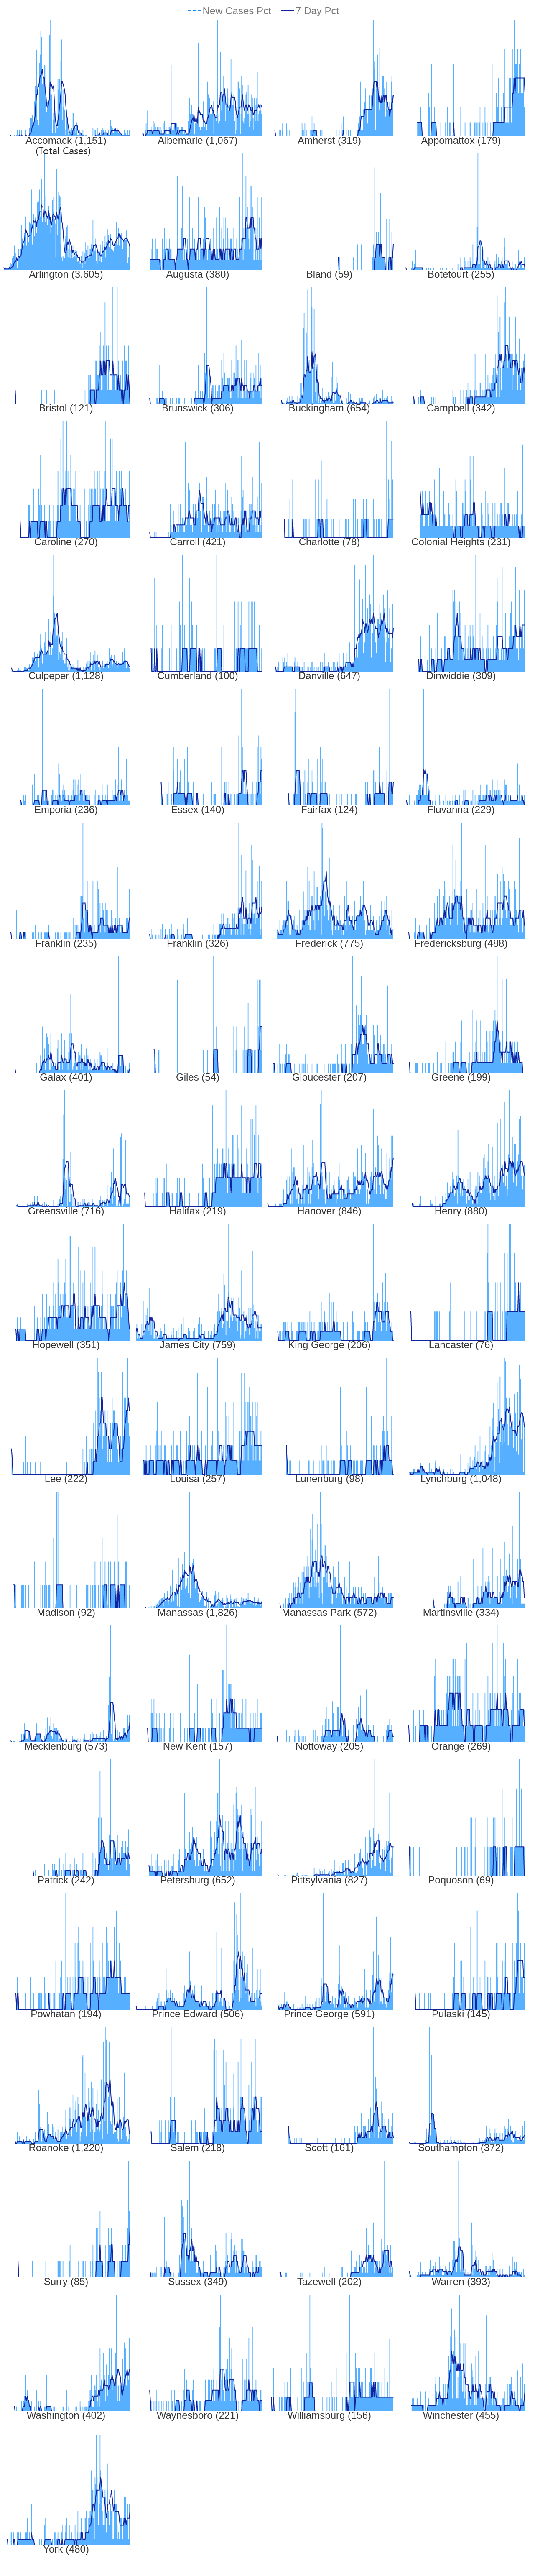 New Cases Pct 7 Day Pct
Accomack (1,151) Albemarle (1,067) Amherst (319) Appomattox (179)
(Total Cases)
Arlington (3,605) Augusta (380) Bland (59) Botetourt (255)
Bristol (121) Brunswick (306) Buckingham (654) Campbell (342)
Caroline (270) Carroll (421) Charlotte (78) Colonial Heights (231)
Culpeper (1,128) Cumberland (100) Danville (647) Dinwiddie (309)
Emporia (236) Essex (140) Fairfax (124) Fluvanna (229)
Franklin (235) Franklin (326) Frederick (775) Fredericksburg (488)
Galax (401) Giles (54) Gloucester (207) Greene (199)
Greensville (716) Halifax (219) Hanover (846) Henry (880)
Hopewell (351) James City (759) King George (206) Lancaster (76)
Lee (222) Louisa (257) Lunenburg (98) Lynchburg (1,048)
Madison (92) Manassas (1,826) Manassas Park (572) Martinsville (334)
Mecklenburg (573) New Kent (157) Nottoway (205) Orange (269)
Patrick (242) Petersburg (652) Pittsylvania (827) Poquoson (69)
Powhatan (194) Prince Edward (506) Prince George (591) Pulaski (145)
Roanoke (1,220) Salem (218) Scott (161) Southampton (372)
Surry (85) Sussex (349) Tazewell (202) Warren (393)
Washington (402) Waynesboro (221) Williamsburg (156) Winchester (455)
York (480)